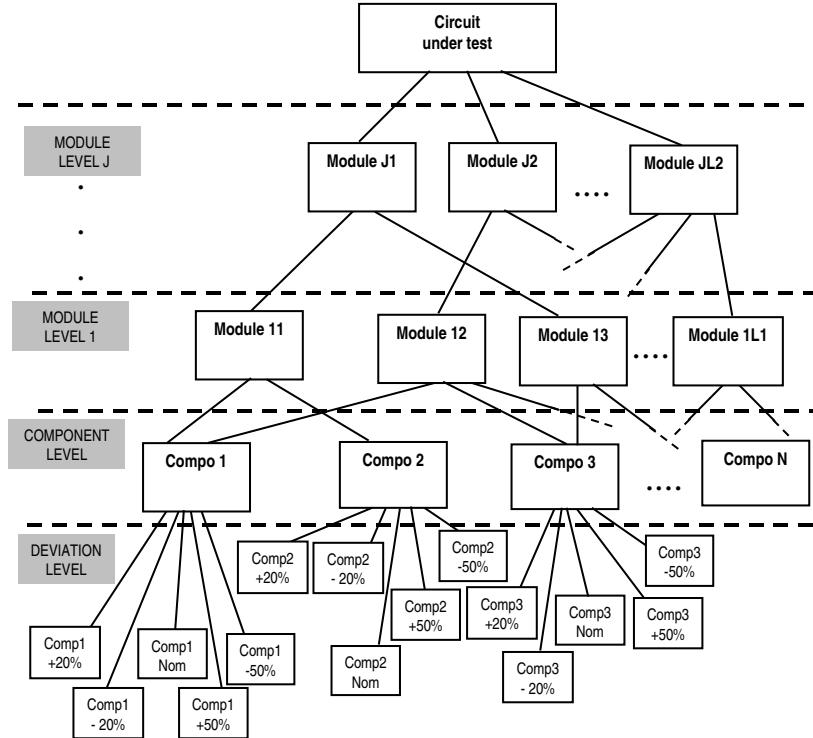 Circuit
under test
MODULE
LEVEL J
Module J1
Module J2
....
Module JL2
.
.
.
MODULE
LEVEL 1
Module 11
Module 12
Module 13
....
Module 1L1
COMPONENT
LEVEL
Compo 1
Compo 2
Compo 3
....
Compo N
DEVIATION
LEVEL
Comp1
+20%
Comp1
- 20%
Comp1
Nom
Comp1
+50%
Comp1
-50%
Comp2
+20%
Comp2
- 20%
Comp2
Nom
Comp2
+50%
Comp2
-50%
Comp3
+20%
Comp3
- 20%
Comp3
Nom
Comp3
+50%
Comp3
-50%